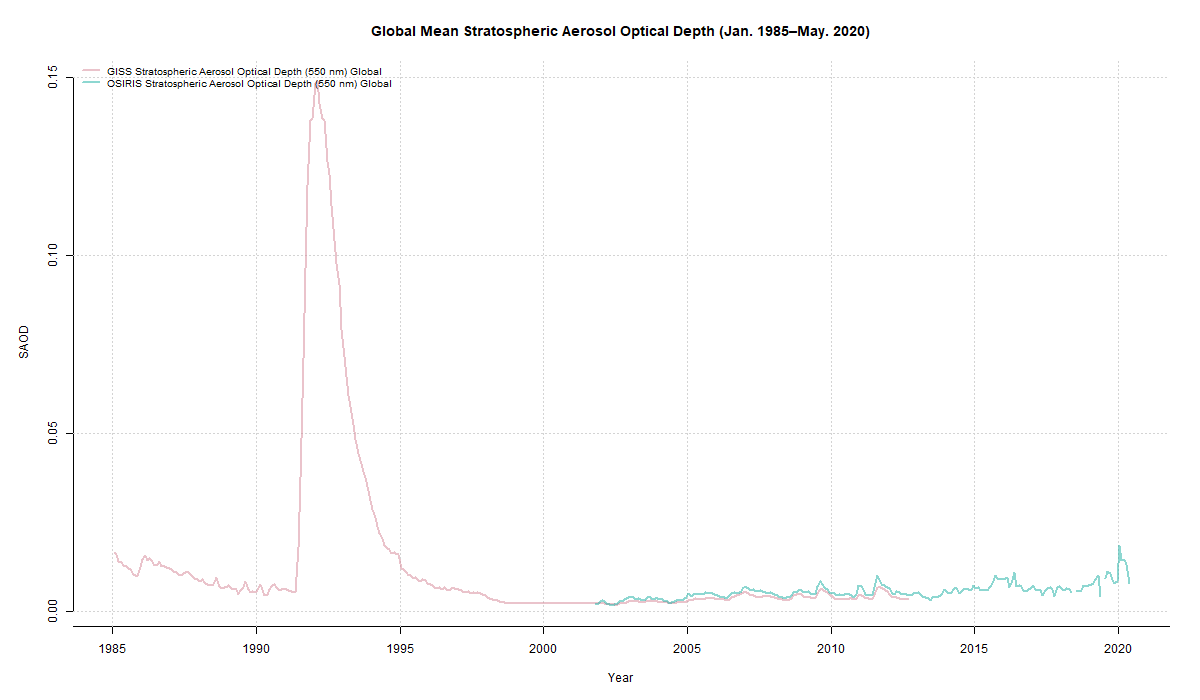 Global Mean Stratospheric Aerosol Optical Depth (Jan. 1985–May. 2020)
GISS Stratospheric Aerosol Optical Depth (550 nm) Global
OSIRIS Stratospheric Aerosol Optical Depth (550 nm) Global
0.15
0.10
0.05
0.00
SAOD
1985 1990 1995 2000 2005 2010 2015 2020
Year